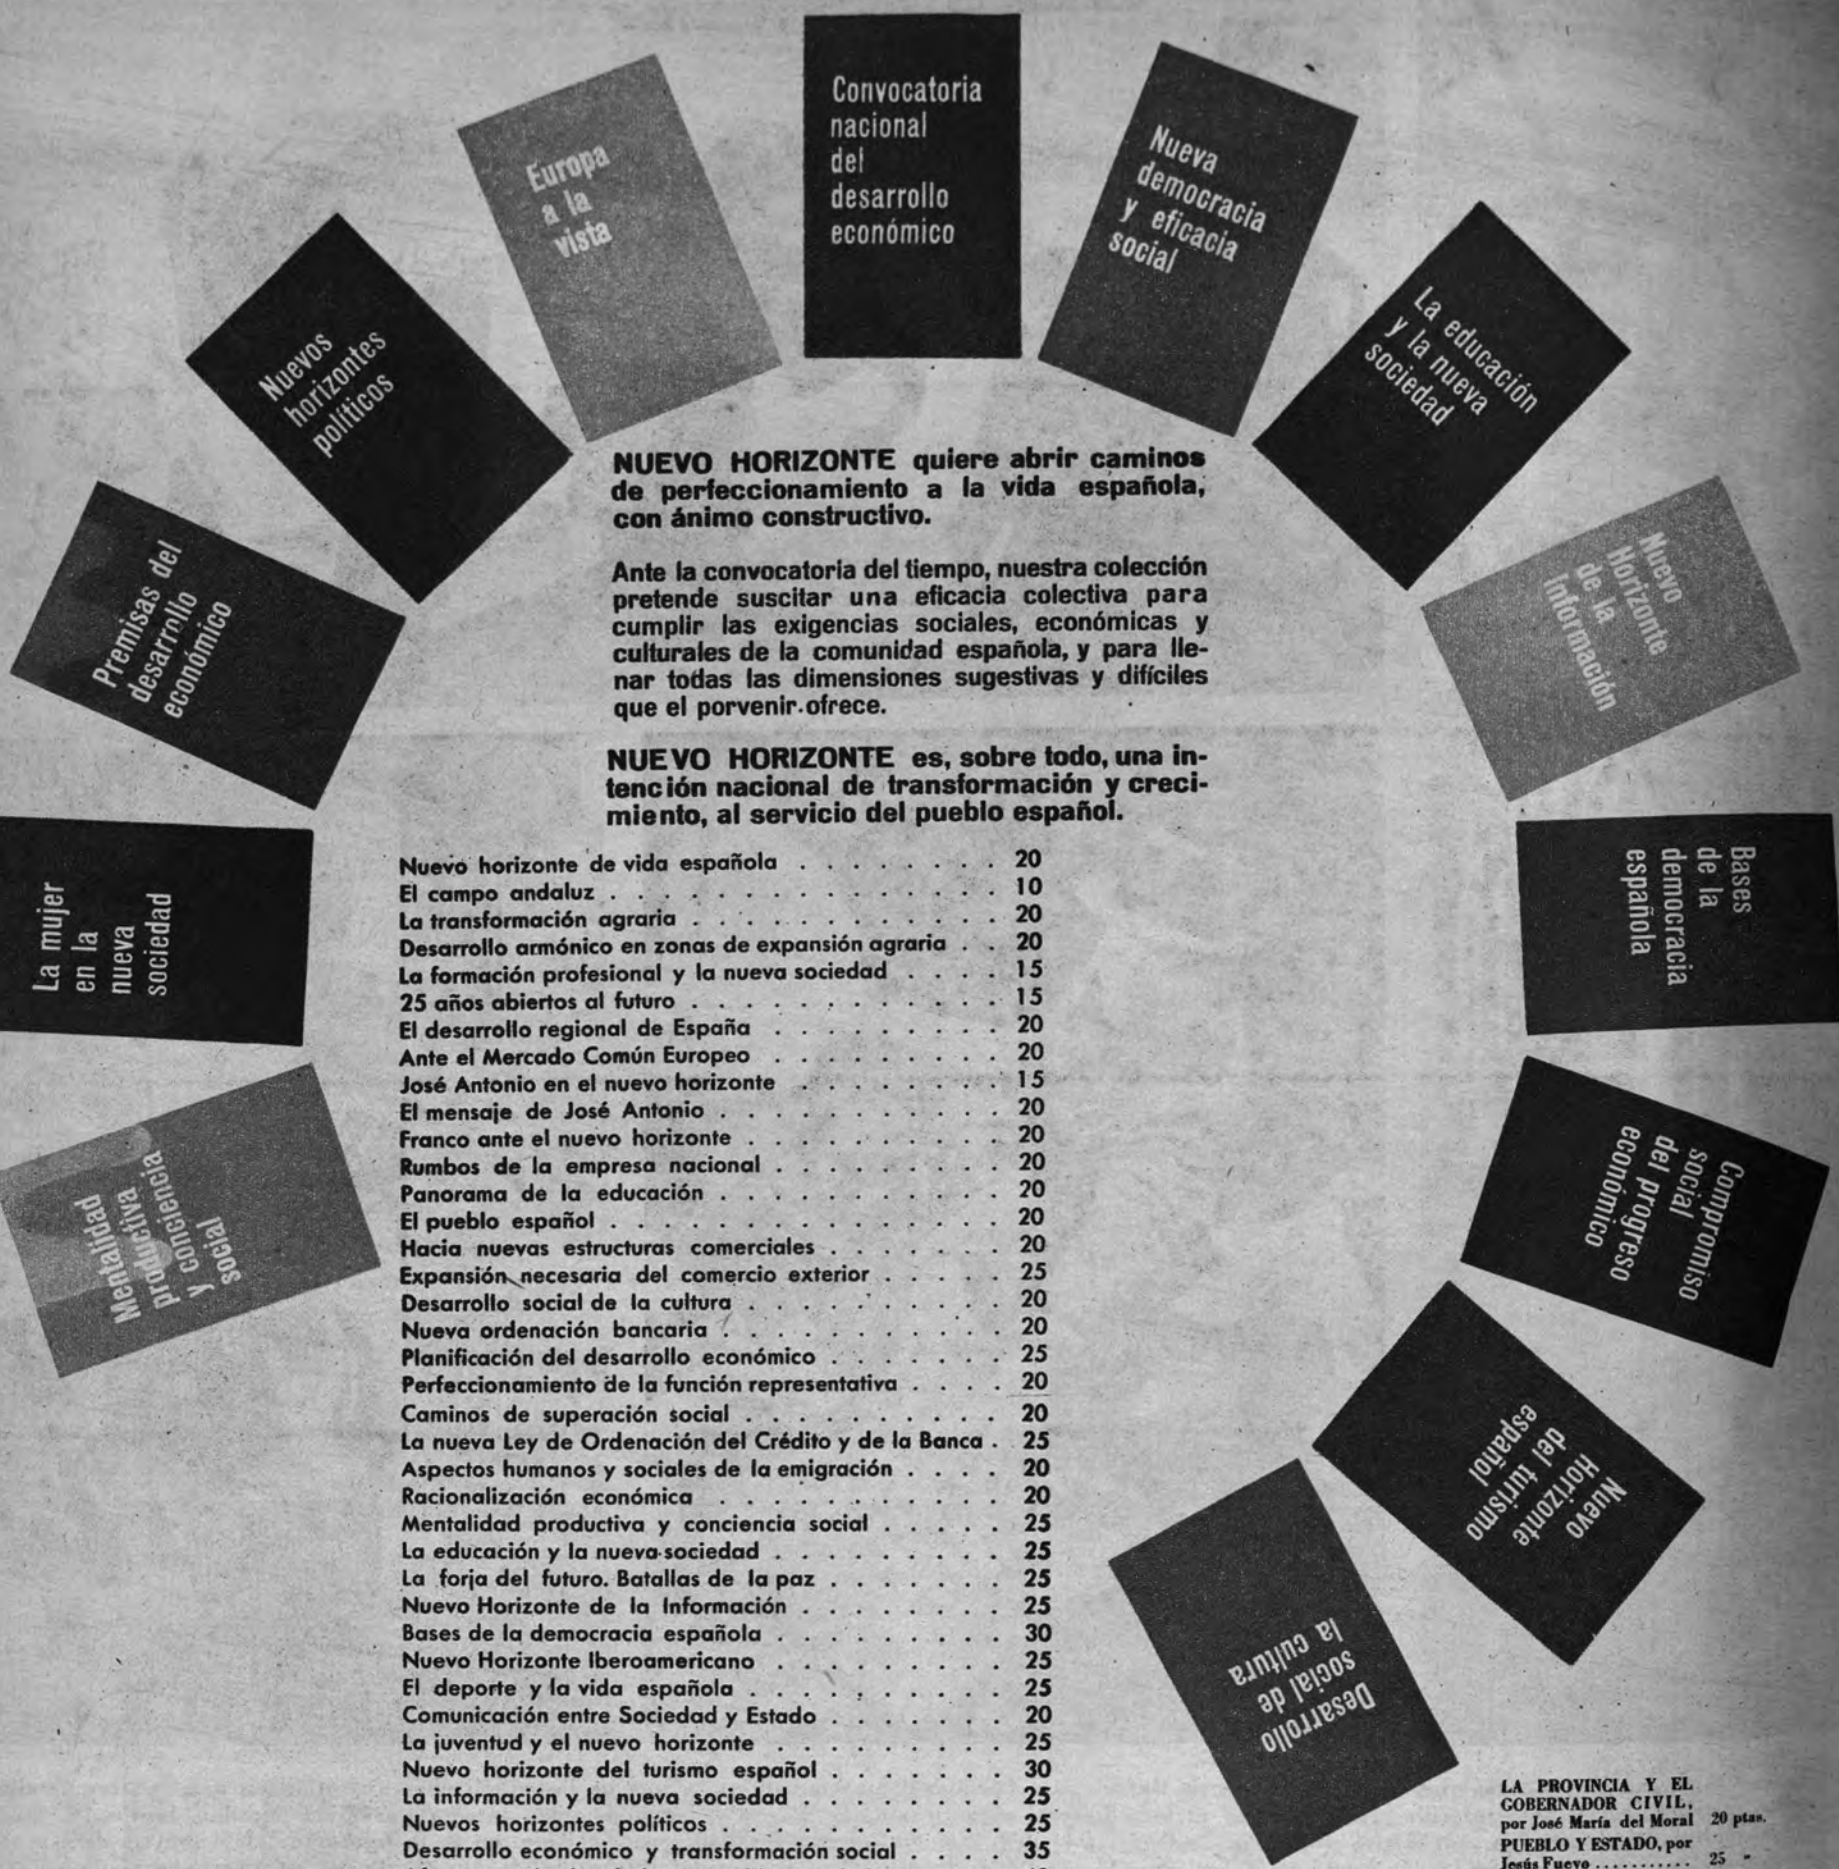 Convocatoria
nacional
del
desarrollo
económico
Europa
a la
vista
Nueva
democracia
y eficacia
social
Nuevos
horizontes
políticos
La educación
y la nueva
sociedad
Premisas del
desarrollo
económico
Nuevo
Horizonte
de la
Información
La mujer
en la
nueva
sociedad
Bases
de la
democracia
española
Mentalidad
productiva
y conciencia
social
Compromiso
social
del progreso
económico
Nuevo
Horizonte
del turismo
español
Desarrollo
social de
la cultura
NUEVO HORIZONTE quiere abrir caminos
de perfeccionamiento a la vida española,
con ánimo constructivo.
Ante la convocatoria del tiempo, nuestra colección
pretende suscitar una eficacia colectiva para
cumplir las exigencias sociales, económicas y
culturales de la comunidad española, y para lle-
nar todas las dimensiones sugestivas y difíciles
que el porvenir ofrece.
NUEVO HORIZONTE es, sobre todo, una in-
tención nacional de transformación y creci-
miento, al servicio del pueblo español.
Nuevo horizonte de vida española . . . . . . . . 20
El campo andaluz . . . . . . . . . . . . . . . 10
La transformación agraria . . . . . . . . . . . . 20
Desarrollo armónico en zonas de expansión agraria . . 20
La formación profesional y la nueva sociedad . . . . 15
25 años abiertos al futuro . . . . . . . . . . . . 15
El desarrollo regional de España . . . . . . . . . 20
Ante el Mercado Común Europeo . . . . . . . . . 20
José Antonio en el nuevo horizonte . . . . . . . . 15
El mensaje de José Antonio . . . . . . . . . . . 20
Franco ante el nuevo horizonte . . . . . . . . . . 20
Rumbos de la empresa nacional . . . . . . . . . 20
Panorama de la educación . . . . . . . . . . . 20
El pueblo español . . . . . . . . . . . . . . . 20
Hacia nuevas estructuras comerciales . . . . . . . 20
Expansión necesaria del comercio exterior . . . . . 25
Desarrollo social de la cultura . . . . . . . . . . 20
Nueva ordenación bancaria . . . . . . . . . . . 20
Planificación del desarrollo económico . . . . . . . 25
Perfeccionamiento de la función representativa . . . . 20
Caminos de superación social . . . . . . . . . . 20
La nueva Ley de Ordenación del Crédito y de la Banca . 25
Aspectos humanos y sociales de la emigración . . . . 20
Racionalización económica . . . . . . . . . . . 20
Mentalidad productiva y conciencia social . . . . . 25
La educación y la nueva sociedad . . . . . . . . . 25
La forja del futuro. Batallas de la paz . . . . . . . 25
Nuevo Horizonte de la Información . . . . . . . . 25
Bases de la democracia española . . . . . . . . . 30
Nuevo Horizonte Iberoamericano . . . . . . . . . 25
El deporte y la vida española . . . . . . . . . . 25
Comunicación entre Sociedad y Estado . . . . . . . 20
La juventud y el nuevo horizonte . . . . . . . . . 25
Nuevo horizonte del turismo español . . . . . . . 30
La información y la nueva sociedad . . . . . . . . 25
Nuevos horizontes políticos . . . . . . . . . . . 25
Desarrollo económico y transformación social . . . . 35
LA PROVINCIA Y EL
GOBERNADOR CIVIL,
por José María del Moral 20 ptas.
PUEBLO Y ESTADO, por
Jesús Fueyo . . . . . . . . . . . 25 "